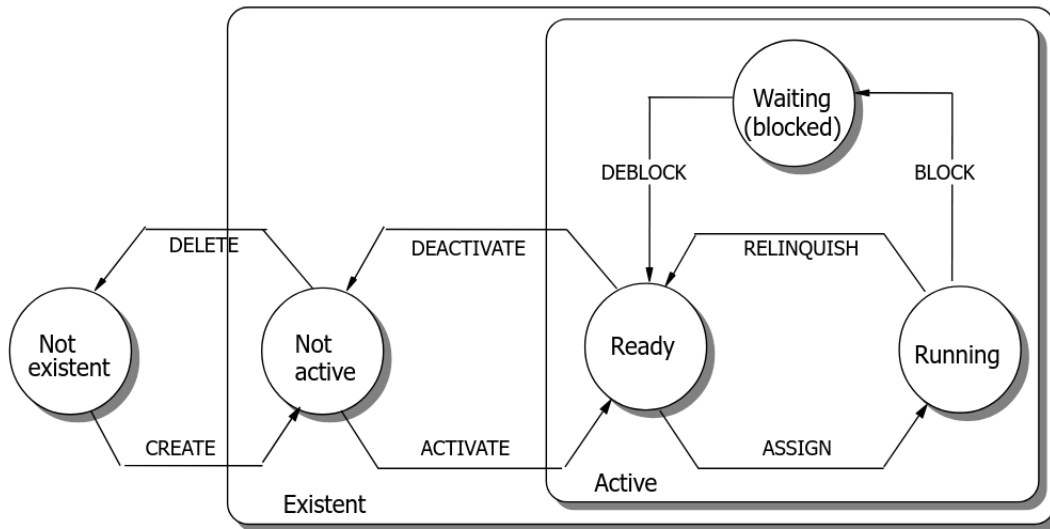 Waiting
(blocked)
DEBLOCK
BLOCK
DELETE
DEACTIVATE
RELINQUISH
Not
existent
Not
active
Ready
Running
CREATE
ACTIVATE
ASSIGN
Existent
Active